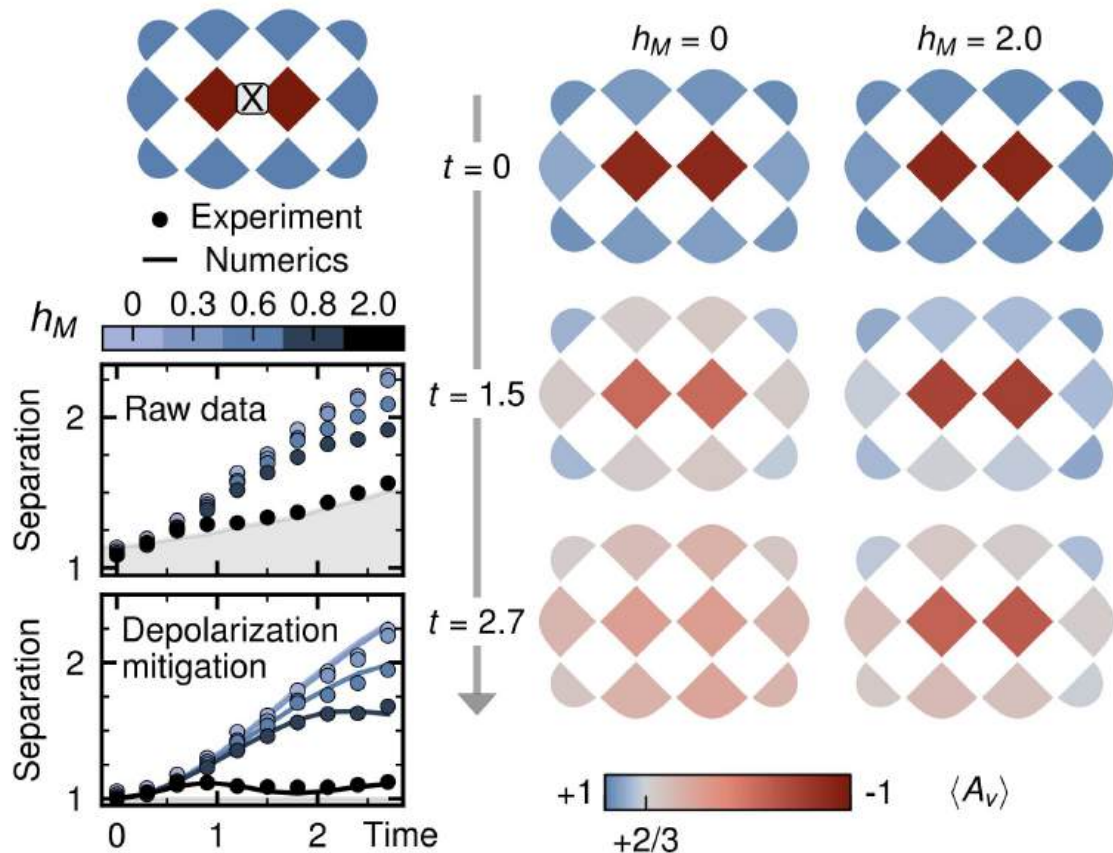 X
Experiment
Numerics
h_M
0 0.3 0.6 0.8 2.0
Raw data
Separation
2
1
Depolarization
mitigation
Separation
2
1
0 1 2 Time
h_M = 0
h_M = 2.0
t = 0
t = 1.5
t = 2.7
+1
-1
+2/3
⟨A_v⟩